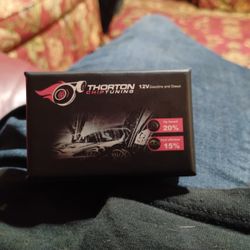 THORTON
CHIPTUNING
12V Gasoline and Diesel
20%
15%